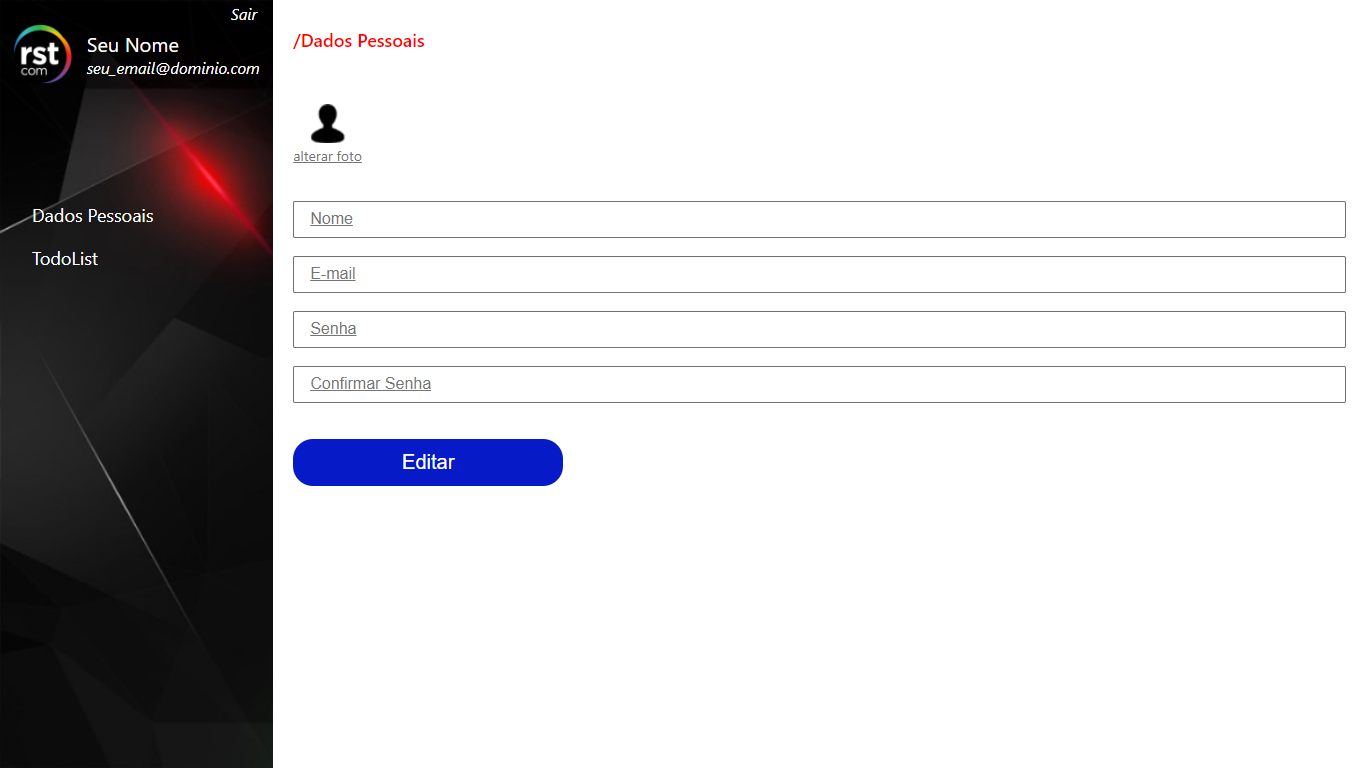 Sair
rst
com
Seu Nome
seu_email@dominio.com
Dados Pessoais
TodoList
/Dados Pessoais
alterar foto
Nome
E-mail
Senha
Confirmar Senha
Editar